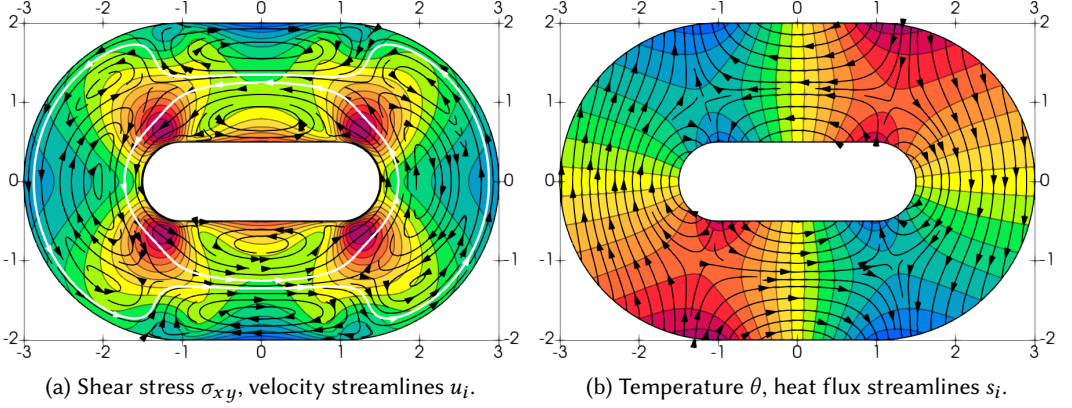 -3 -2 -1 0 1 2 3 -3 -2 -1 0 1 2 3
2 2 2 2
1 1 1 1
0 0 0 0
-1 -1 -1 -1
-2 -2 -2 -2
-3 -2 -1 0 1 2 3 -3 -2 -1 0 1 2 3
(a) Shear stress σxy, velocity streamlines ui.
(b) Temperature θ, heat flux streamlines si.